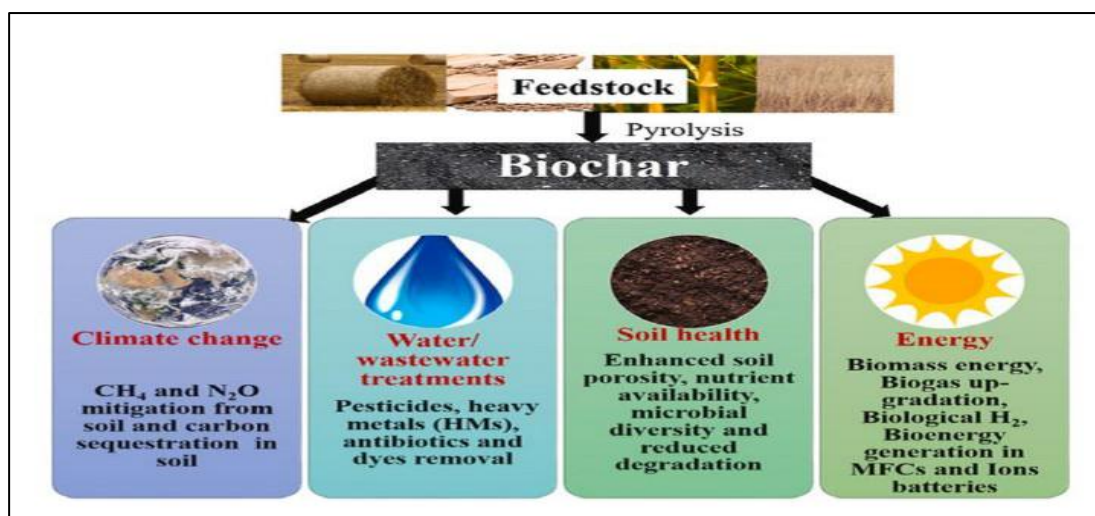 Feedstock
Pyrolysis
Biochar
Climate change
CH₄ and N₂O
mitigation from
soil and carbon
sequestration in
soil
Water/
wastewater
treatments
Pesticides, heavy
metals (HMs),
antibiotics and
dyes removal
Soil health
Enhanced soil
porosity, nutrient
availability,
microbial
diversity and
reduced
degradation
Energy
Biomass energy,
Biogas up-
gradation,
Biological H₂,
Bioenergy
generation in
MFCs and Ions
batteries